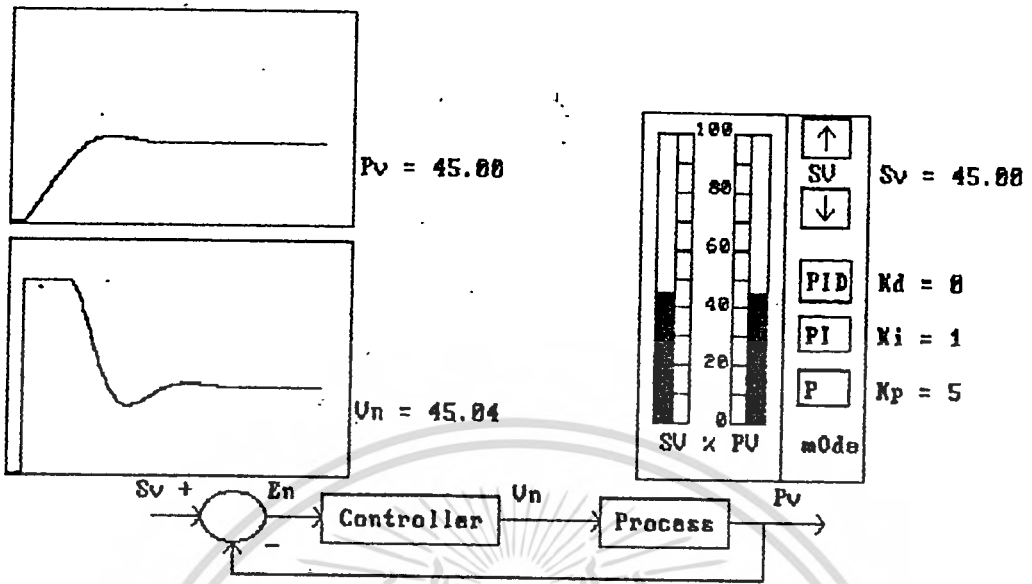 Pv = 45.00
Vn = 45.04
100
80
60
40
20
0
SV % PV
↑
SV
↓
PID
PI
P
mOde
Sv = 45.00
Kd = 0
Ki = 1
Kp = 5
Sv +
En
Controller
Vn
Process
Pv
-